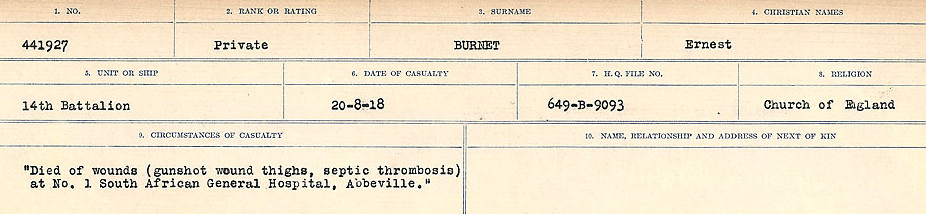 1. NO. 2. RANK OR RATING 3. SURNAME 4. CHRISTIAN NAMES
441927 Private BURNET Ernest
5. UNIT OR SHIP 6. DATE OF CASUALTY 7. H.Q. FILE NO. 8. RELIGION
14th Battalion 20-8-18 649-B-9093 Church of England
9. CIRCUMSTANCES OF CASUALTY 10. NAME, RELATIONSHIP AND ADDRESS OF NEXT OF KIN
"Died of wounds (gunshot wound thighs, septic thrombosis)
at No. 1 South African General Hospital, Abbeville."